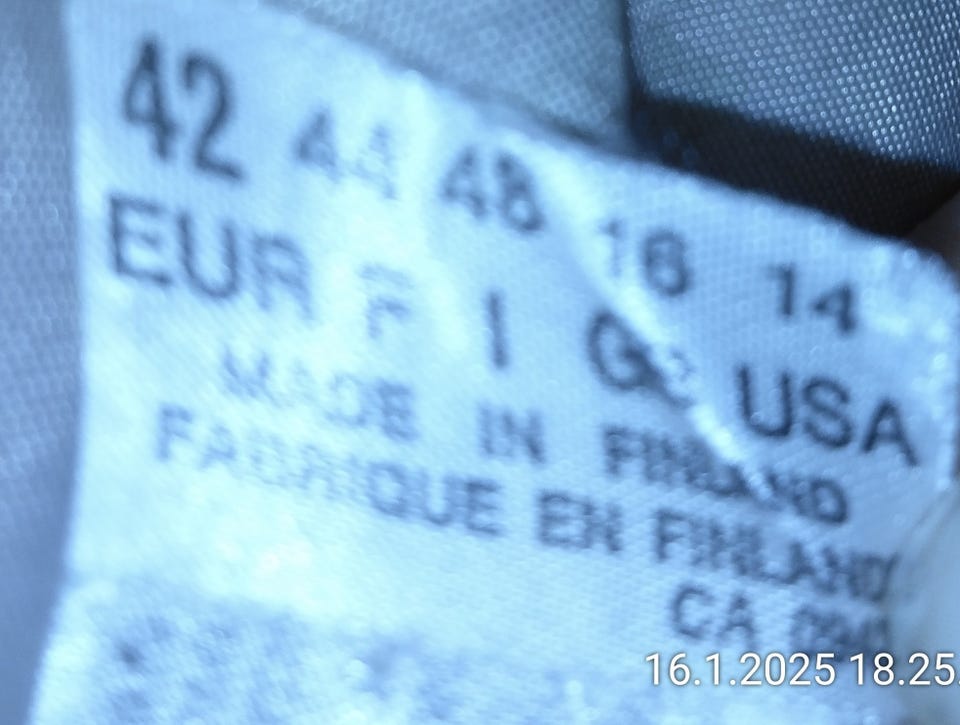 42 44 48 16 14
EUR F I GB USA
MADE IN FINLAND
FABRIQUE EN FINLAND
CA
16.1.2025 18.25